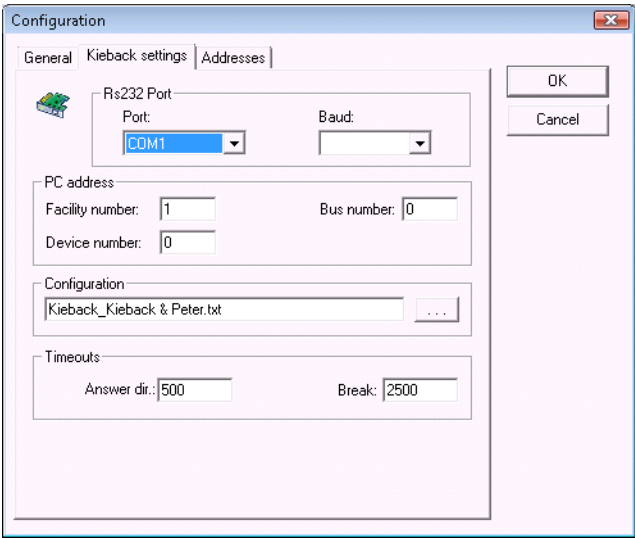 Configuration
General Kieback settings Addresses
OK
Cancel
Rs232 Port
Port: Baud:
COM1
PC address
Facility number: 1 Bus number: 0
Device number: 0
Configuration
Kieback_Kieback & Peter.txt ...
Timeouts
Answer dir.: 500 Break: 2500